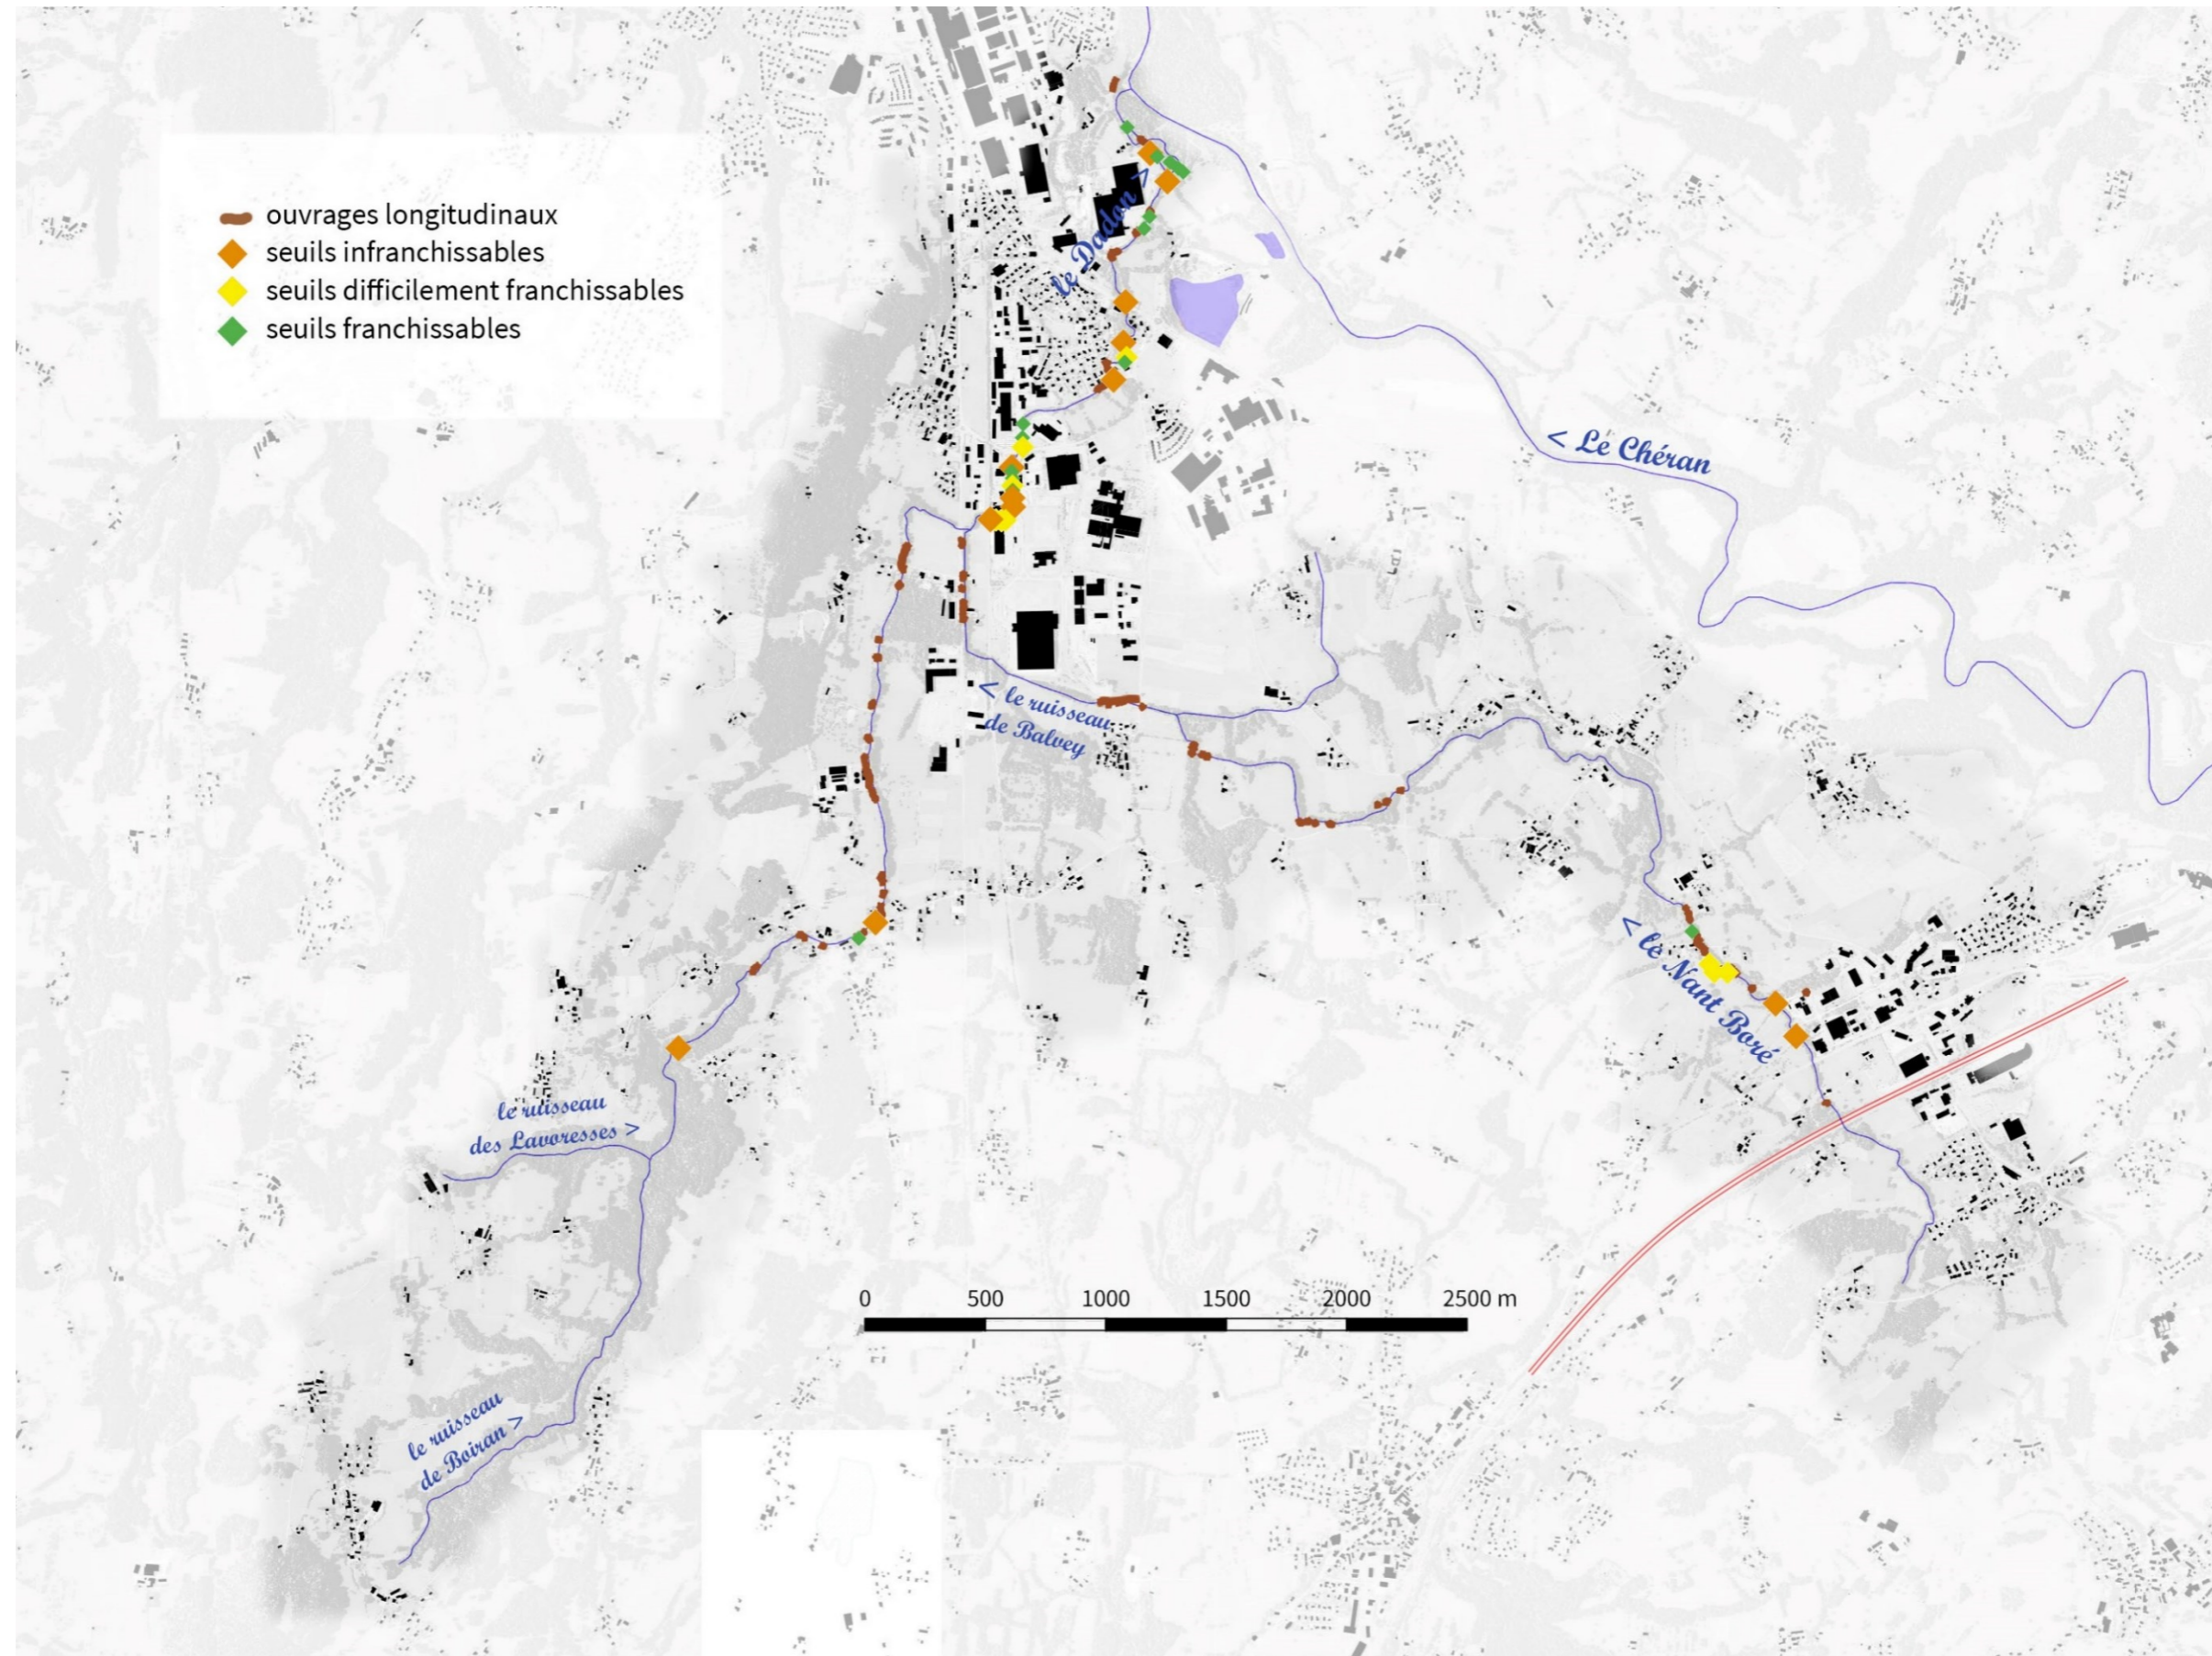 ouvrages longitudinaux
seuils infranchissables
seuils difficilement franchissables
seuils franchissables
le Dadon >
< Le Chéran
< le ruisseau
de Balvey
< le Nant Boré
le ruisseau
des Lavoresses >
0 500 1000 1500 2000 2500 m
le ruisseau
de Boiran >